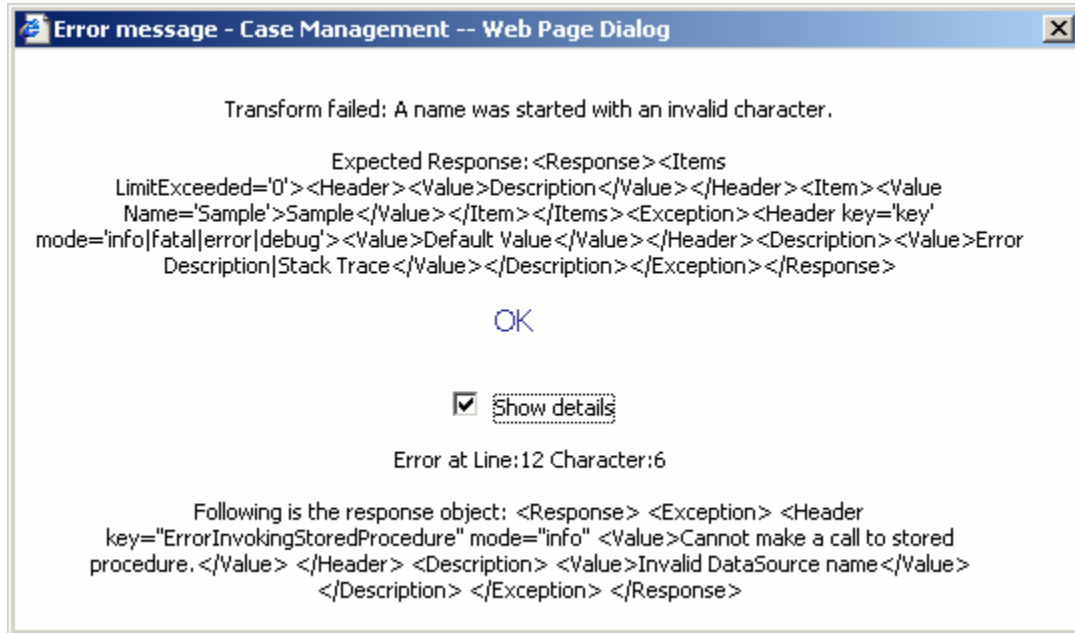 Error message - Case Management -- Web Page Dialog
Transform failed: A name was started with an invalid character.
Expected Response:<Response><Items
LimitExceeded='0'><Header><Value>Description</Value></Header><Item><Value
Name='Sample'>Sample</Value></Item></Items><Exception><Header key='key'
mode='info|fatal|error|debug'><Value>Default Value</Value></Header><Description><Value>Error
Description|Stack Trace</Value></Description></Exception></Response>
OK
Show details
Error at Line:12 Character:6
Following is the response object: <Response> <Exception> <Header
key="ErrorInvokingStoredProcedure" mode="info" <Value>Cannot make a call to stored
procedure.</Value> </Header> <Description> <Value>Invalid DataSource name</Value>
</Description> </Exception> </Response>